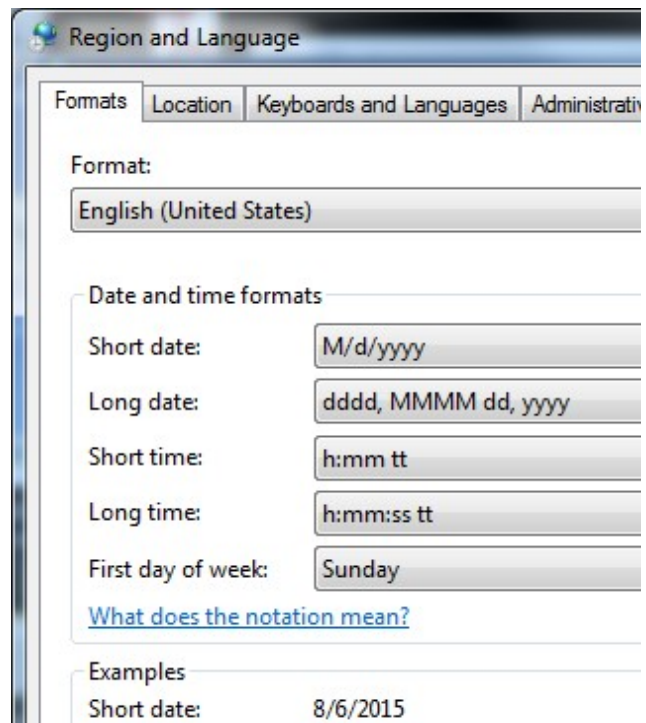 Region and Language
Formats Location Keyboards and Languages Administrativ
Format:
English (United States)
Date and time formats
Short date: M/d/yyyy
Long date: dddd, MMMM dd, yyyy
Short time: h:mm tt
Long time: h:mm:ss tt
First day of week: Sunday
What does the notation mean?
Examples
Short date: 8/6/2015